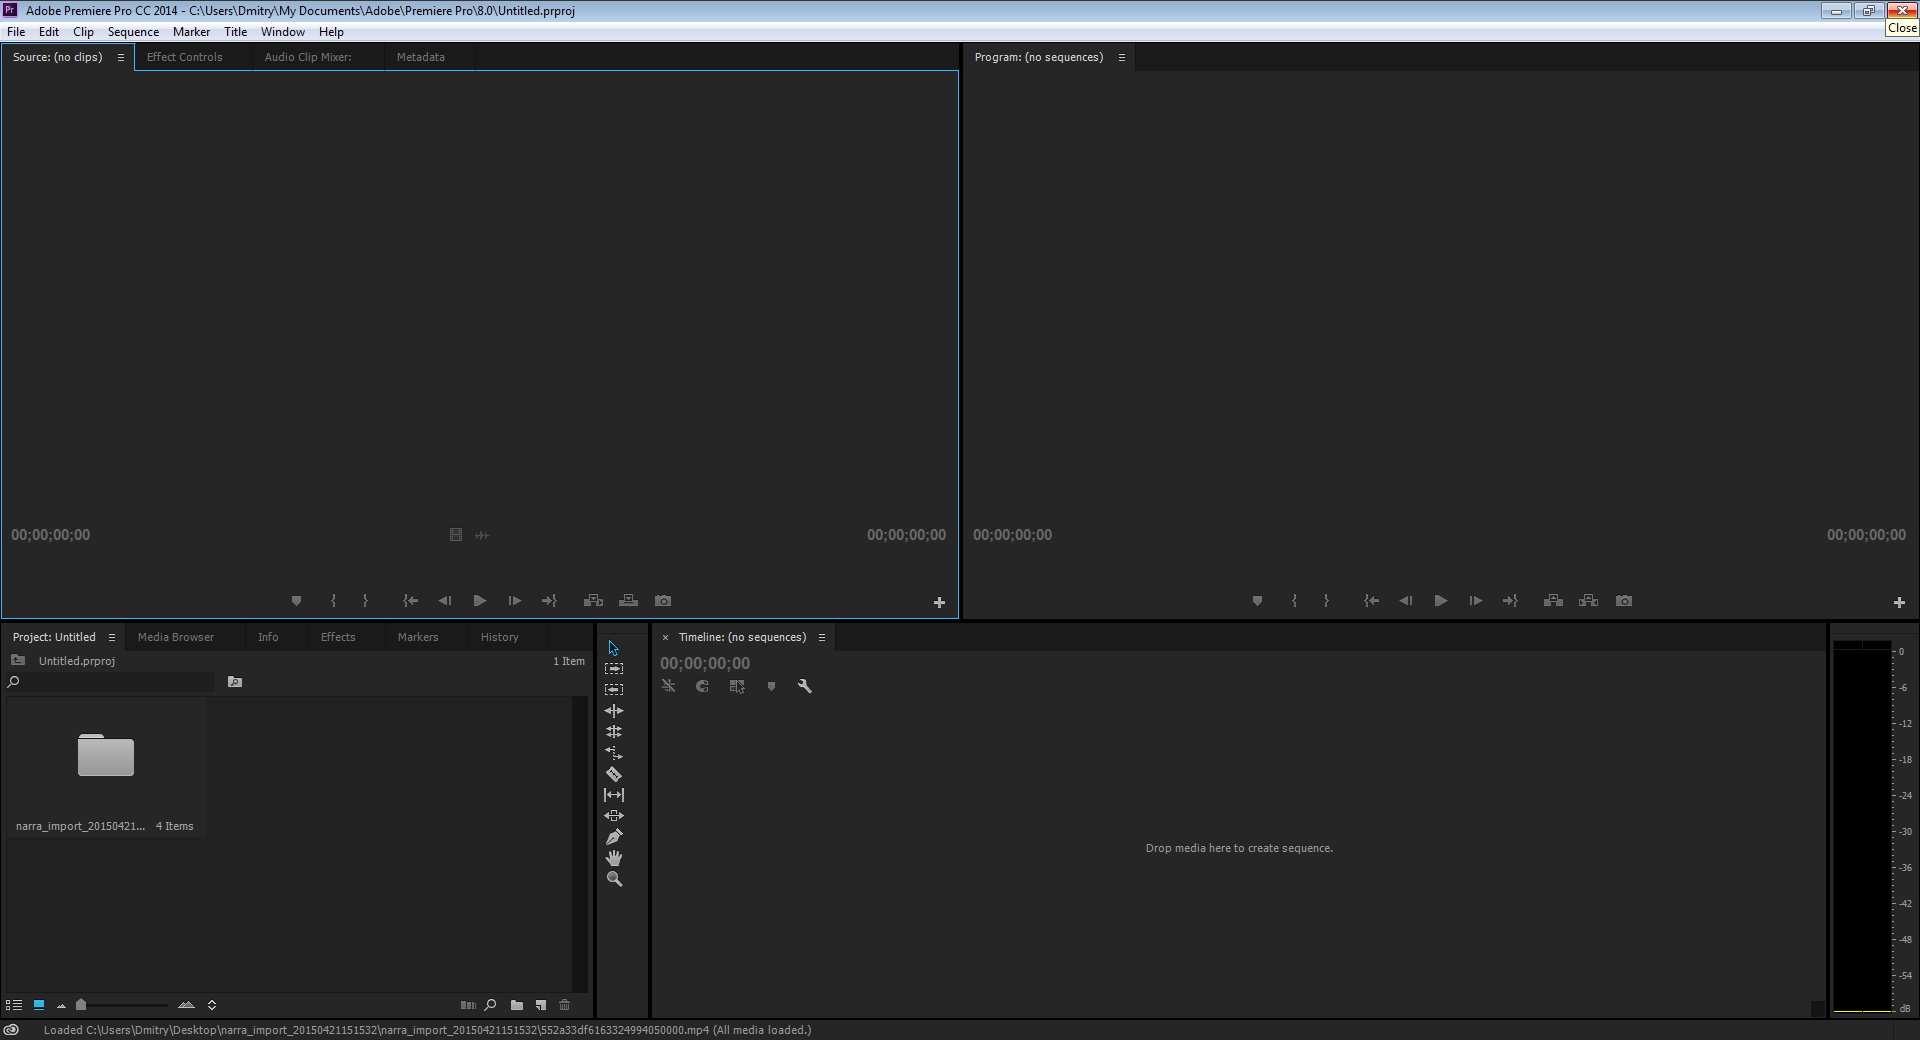 Pr Adobe Premiere Pro CC 2014 - C:\Users\Dmitry\My Documents\Adobe\Premiere Pro\8.0\Untitled.prproj
File Edit Clip Sequence Marker Title Window Help
Close
Source: (no clips) Effect Controls Audio Clip Mixer: Metadata
Program: (no sequences)
00;00;00;00 00;00;00;00
00;00;00;00 00;00;00;00
Project: Untitled Media Browser Info Effects Markers History
Untitled.prproj 1 Item
narra_import_20150421... 4 Items
Timeline: (no sequences)
00;00;00;00
Drop media here to create sequence.
0
-6
-12
-18
-24
-30
-36
-42
-48
-54
dB
Loaded C:\Users\Dmitry\Desktop\narra_import_20150421151532\narra_import_20150421151532\552a33df6163324994050000.mp4 (All media loaded.)